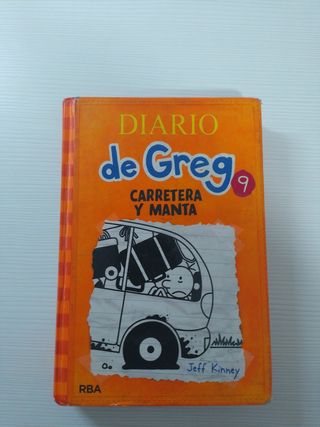 DIARIO
de Greg
9
CARRETERA
Y MANTA
Jeff Kinney
RBA